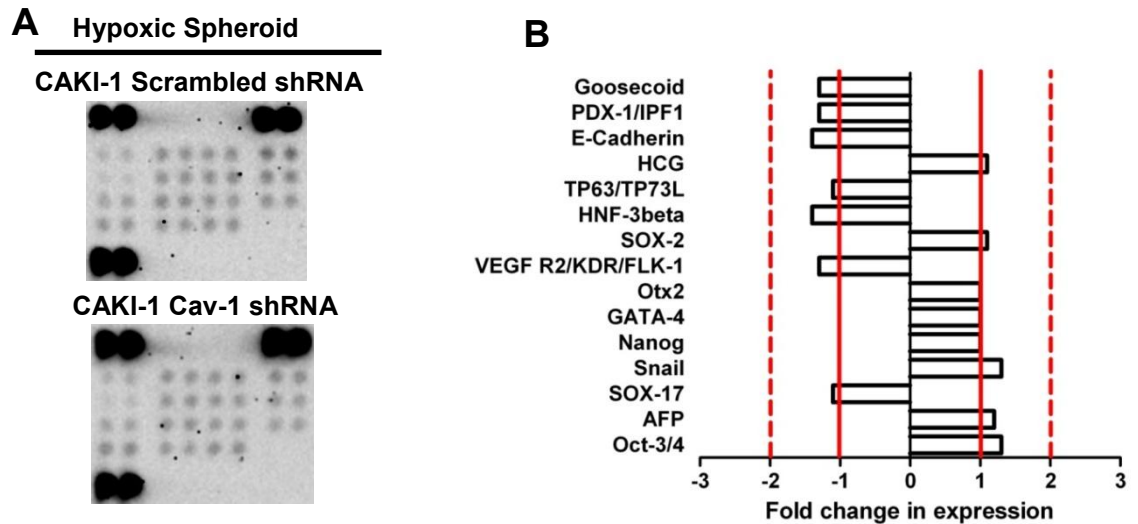 A
Hypoxic Spheroid
CAKI-1 Scrambled shRNA
CAKI-1 Cav-1 shRNA
B
Goosecoid
PDX-1/IPF1
E-Cadherin
HCG
TP63/TP73L
HNF-3beta
SOX-2
VEGF R2/KDR/FLK-1
Otx2
GATA-4
Nanog
Snail
SOX-17
AFP
Oct-3/4
-3 -2 -1 0 1 2 3
Fold change in expression